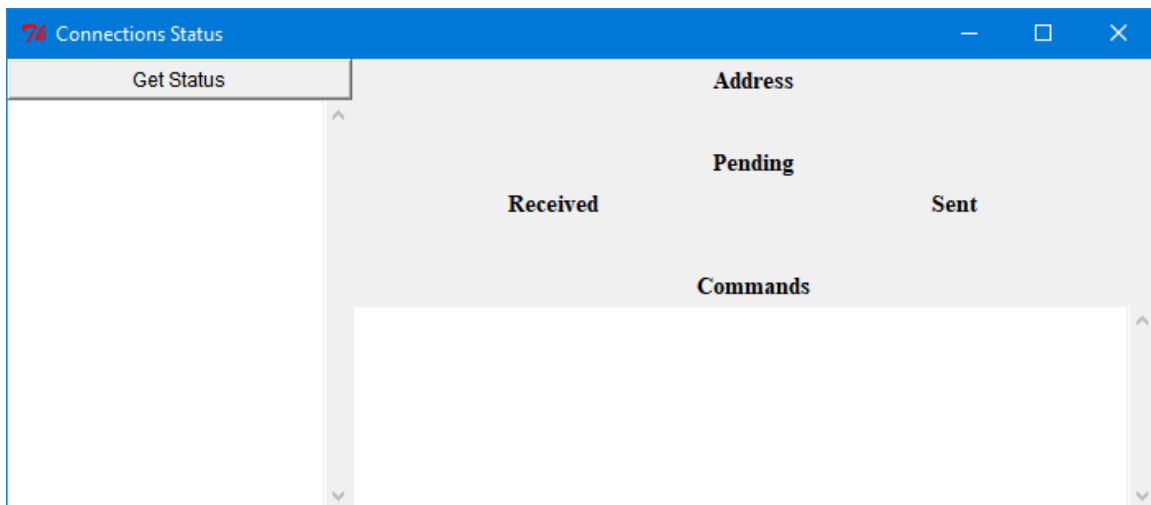 Connections Status
Get Status
Address
Pending
Received Sent
Commands